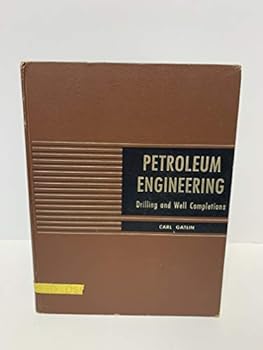 PETROLEUM
ENGINEERING
Drilling and Well Completions
CARL GATLIN